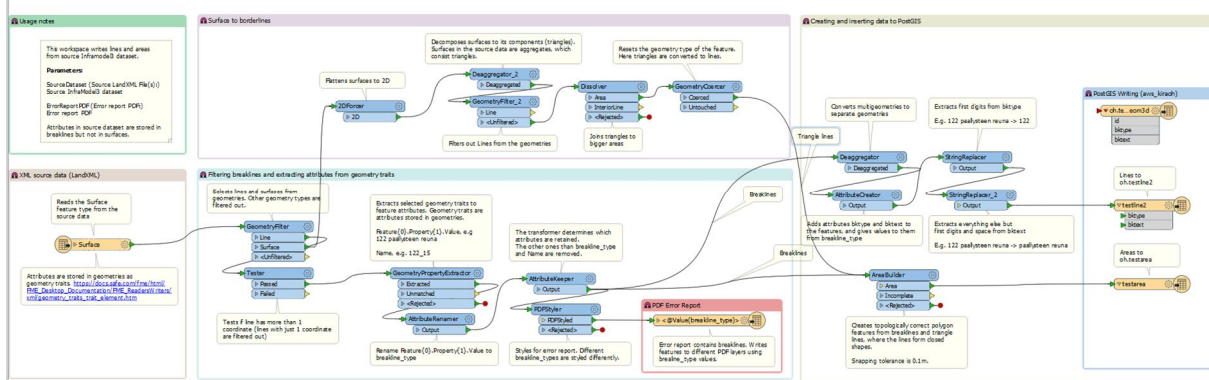 Usage notes
This workspace writes lines and areas
from source Inframodel3 dataset.
Parameters:
SourceDataset (Source LandXML File(s):)
Source InfraModel3 dataset
ErrorReportPDF(Error report PDF:)
Error report PDF
Attributes in source dataset are stored in
breaklines but not in surfaces.
XML source data (LandXML)
Reads the Surface
feature type from the
source data
Surface
Attributes are stored in geometries as
geometry traits. https://docs.safe.com/fme/html/
FME_Desktop_Documentation/FME_ReadersWriters/
xml/geometry_traits_trait_element.htm
Surface to borderlines
Flattens surfaces to 2D
2DForcer
2D
Decomposes surfaces to its components (triangles).
Surfaces in the source data are aggregates, which
consist triangles.
Deaggregator_2
Deaggregated
GeometryFilter_2
Line
<Unfiltered>
Filters out Lines from the geometries
Dissolver
Area
InteriorLine
<Rejected>
Joins triangles to
bigger areas
Resets the geometry type of the feature.
Here triangles are converted to lines.
GeometryCoercer
Coerced
Untouched
Filtering breaklines and extracting attributes from geometry traits
Selects lines and surfaces from
geometries. Other geometry types are
filtered out.
GeometryFilter
Line
Surface
<Unfiltered>
Tester
Passed
Failed
Tests if line has more than 1
coordinate (lines with just 1 coordinate
are filtered out)
Extracts selected geometry traits to
feature attributes. Geometry traits are
attributes stored in geometries.
Feature{0}.Property{1}.Value, e.g
122 paallysteen reuna
Name, e.g. 122_15
GeometryPropertyExtractor
Extracted
Unmatched
<Rejected>
AttributeRenamer
Output
Rename Feature{0}.Property{1}.Value to
breakline_type
The transformer determines which
attributes are retained.
The other ones than breakline_type
and Name are removed.
AttributeKeeper
Output
PDFStyler
PDFStyled
<Rejected>
Styles for error report. Different
breakline_types are styled differently.
PDF Error Report
<@Value(breakline_type)>
Error report contains breaklines. Writes
features to different PDF layers using
breakline_type values.
Creating and inserting data to PostGIS
Triangle lines
Breaklines
Breaklines
Converts multigeometries to
separate geometries
Deaggregator
Deaggregated
AttributeCreator
Output
Adds attributes bktype and bktext to
the features, and gives values to them
from breakline_type
Extracts first digits from bktype
E.g. 122 paallysteen reuna -> 122
StringReplacer
Output
StringReplacer_2
Output
Extracts everything else but
first digits and space from bktext
E.g. 122 paallysteen reuna -> paallysteen reuna
AreaBuilder
Area
Incomplete
<Rejected>
Creates topologically correct polygon
features from breaklines and triangle
lines, where the lines form closed
shapes.
Snapping tolerance is 0.1m.
PostGIS Writing (aws_kiraoh)
oh.te...eom3d
id
bktype
bktext
Lines to
oh.testline2
testline2
bktype
bktext
Areas to
oh.testarea
testarea